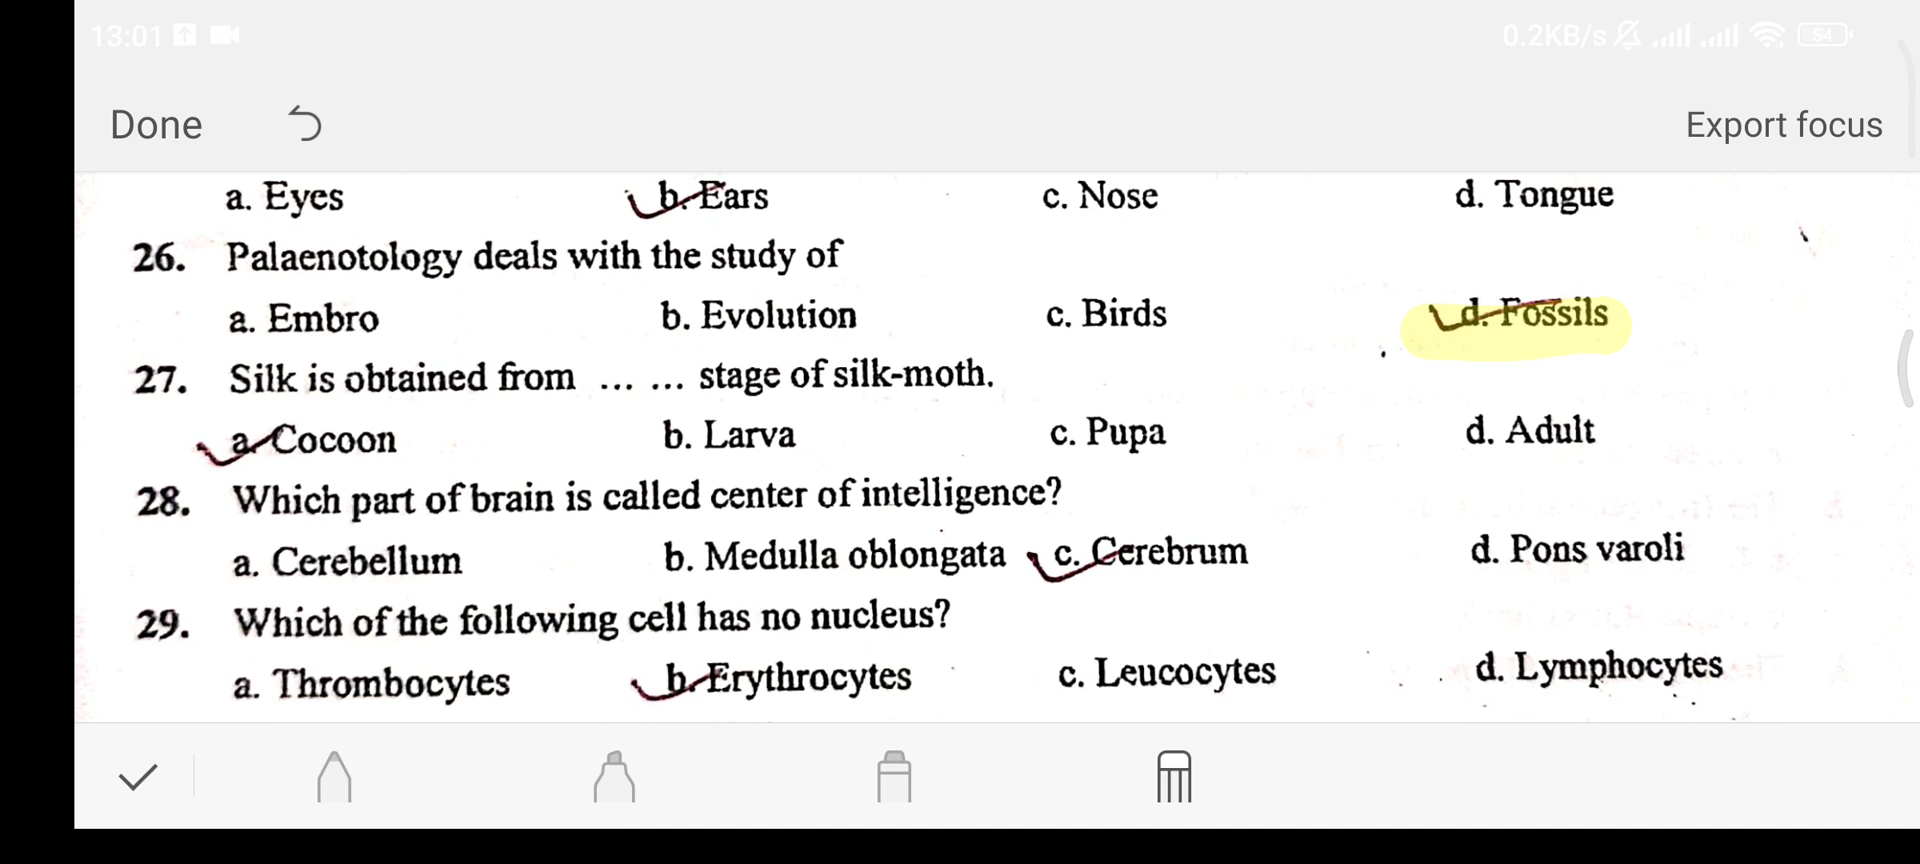 13:01
0.2KB/s 54
Done Export focus
a. Eyes b. Ears c. Nose d. Tongue
26. Palaenotology deals with the study of
a. Embro b. Evolution c. Birds d. Fossils
27. Silk is obtained from ... ... stage of silk-moth.
a. Cocoon b. Larva c. Pupa d. Adult
28. Which part of brain is called center of intelligence?
a. Cerebellum b. Medulla oblongata c. Cerebrum d. Pons varoli
29. Which of the following cell has no nucleus?
a. Thrombocytes b. Erythrocytes c. Leucocytes d. Lymphocytes